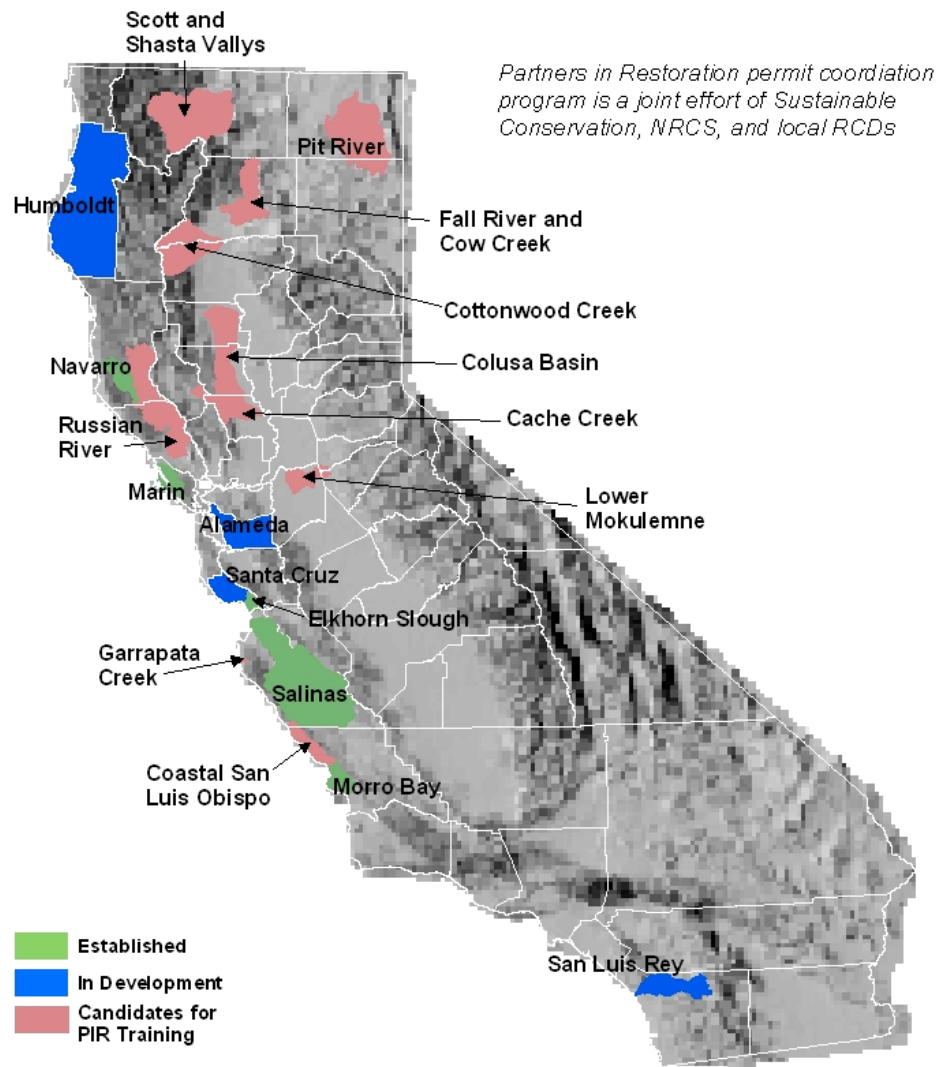 Scott and
Shasta Vallys
Partners in Restoration permit coordiation
program is a joint effort of Sustainable
Conservation, NRCS, and local RCDs
Pit River
Humboldt
Fall River and
Cow Creek
Cottonwood Creek
Navarro
Colusa Basin
Cache Creek
Russian
River
Marin
Lower
Mokulemne
Alameda
Santa Cruz
Elkhorn Slough
Garrapata
Creek
Salinas
Coastal San
Luis Obispo
Morro Bay
Established
In Development
Candidates for
PIR Training
San Luis Rey